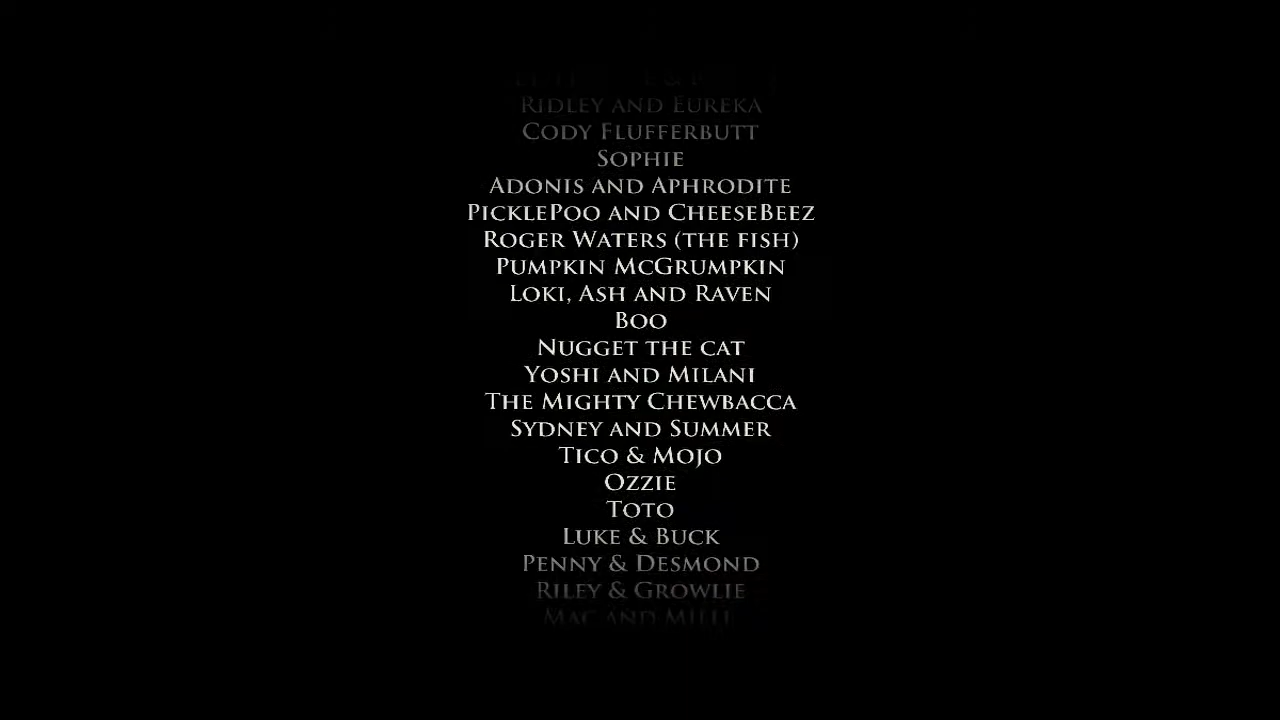 Ridley and Eureka
Cody Flufferbutt
Sophie
Adonis and Aphrodite
PicklePoo and CheeseBeez
Roger Waters (the fish)
Pumpkin McGrumpkin
Loki, Ash and Raven
Boo
Nugget the cat
Yoshi and Milani
The Mighty Chewbacca
Sydney and Summer
Tico & Mojo
Ozzie
Toto
Luke & Buck
Penny & Desmond
Riley & Growlie
Mac and